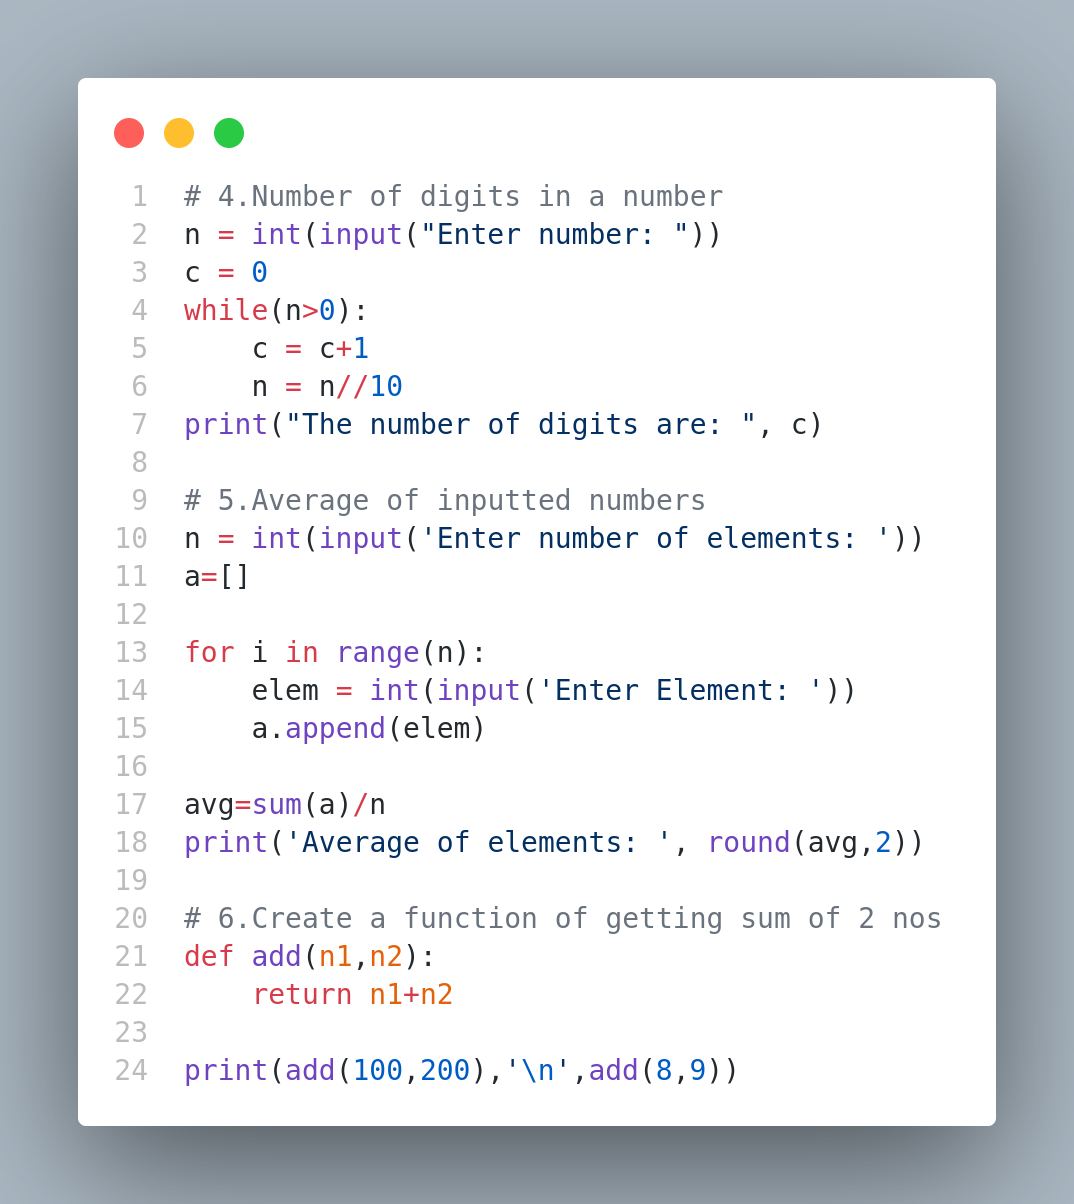 1 # 4.Number of digits in a number
2 n = int(input("Enter number: "))
3 c = 0
4 while(n>0):
5     c = c+1
6     n = n//10
7 print("The number of digits are: ", c)
8
9 # 5.Average of inputted numbers
10 n = int(input('Enter number of elements: '))
11 a=[]
12
13 for i in range(n):
14     elem = int(input('Enter Element: '))
15     a.append(elem)
16
17 avg=sum(a)/n
18 print('Average of elements: ', round(avg,2))
19
20 # 6.Create a function of getting sum of 2 nos
21 def add(n1,n2):
22     return n1+n2
23
24 print(add(100,200),'\n',add(8,9))